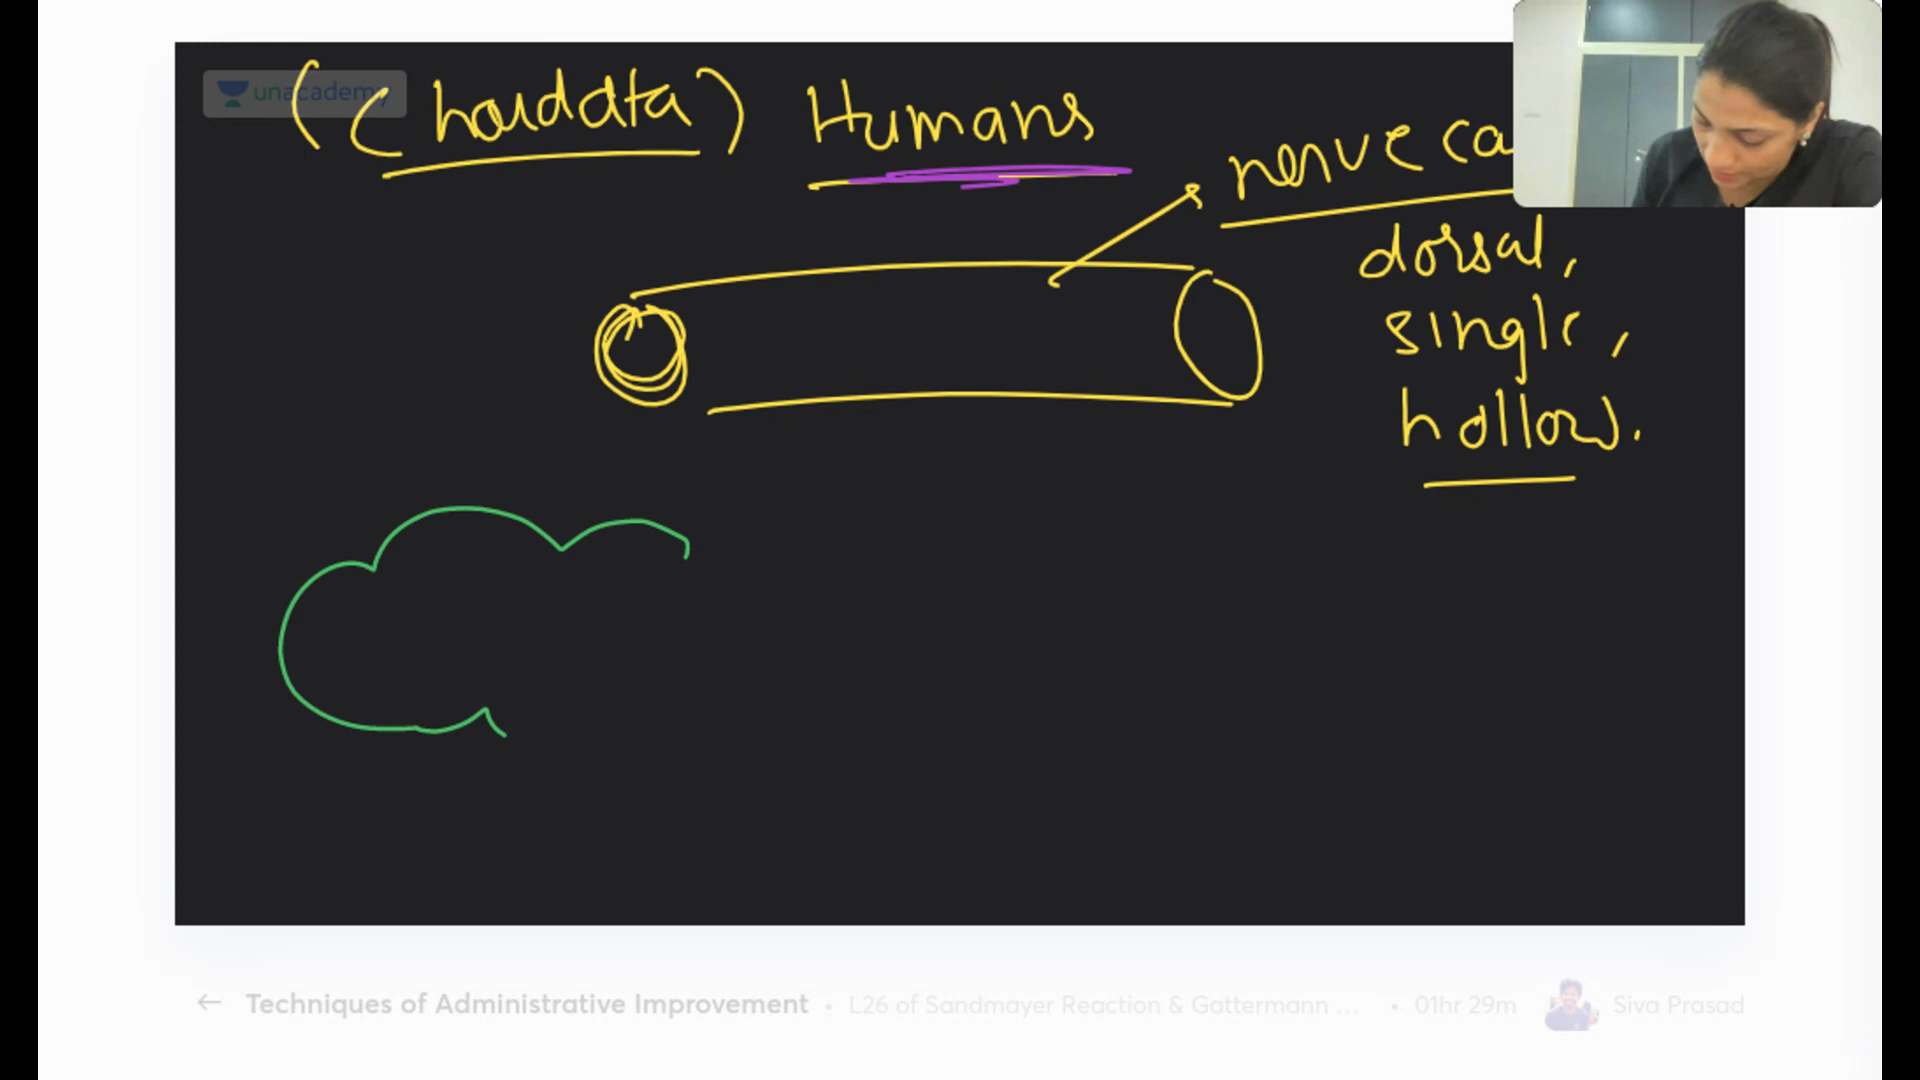 unacademy
(Chordata) Humans
nerve co
dorsal,
single,
hollow.
← Techniques of Administrative Improvement • L26 of Sandmayer Reaction & Gattermann ... • 01hr 29m Siva Prasad